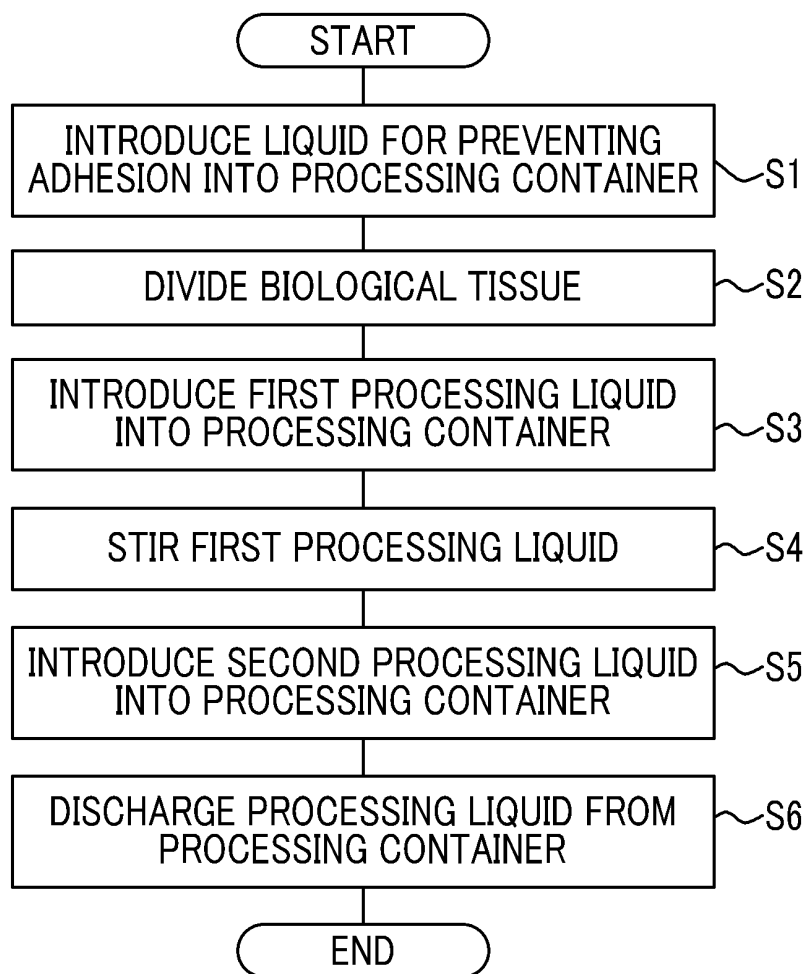 START
INTRODUCE LIQUID FOR PREVENTING
ADHESION INTO PROCESSING CONTAINER
S1
DIVIDE BIOLOGICAL TISSUE
S2
INTRODUCE FIRST PROCESSING LIQUID
INTO PROCESSING CONTAINER
S3
STIR FIRST PROCESSING LIQUID
S4
INTRODUCE SECOND PROCESSING LIQUID
INTO PROCESSING CONTAINER
S5
DISCHARGE PROCESSING LIQUID FROM
PROCESSING CONTAINER
S6
END